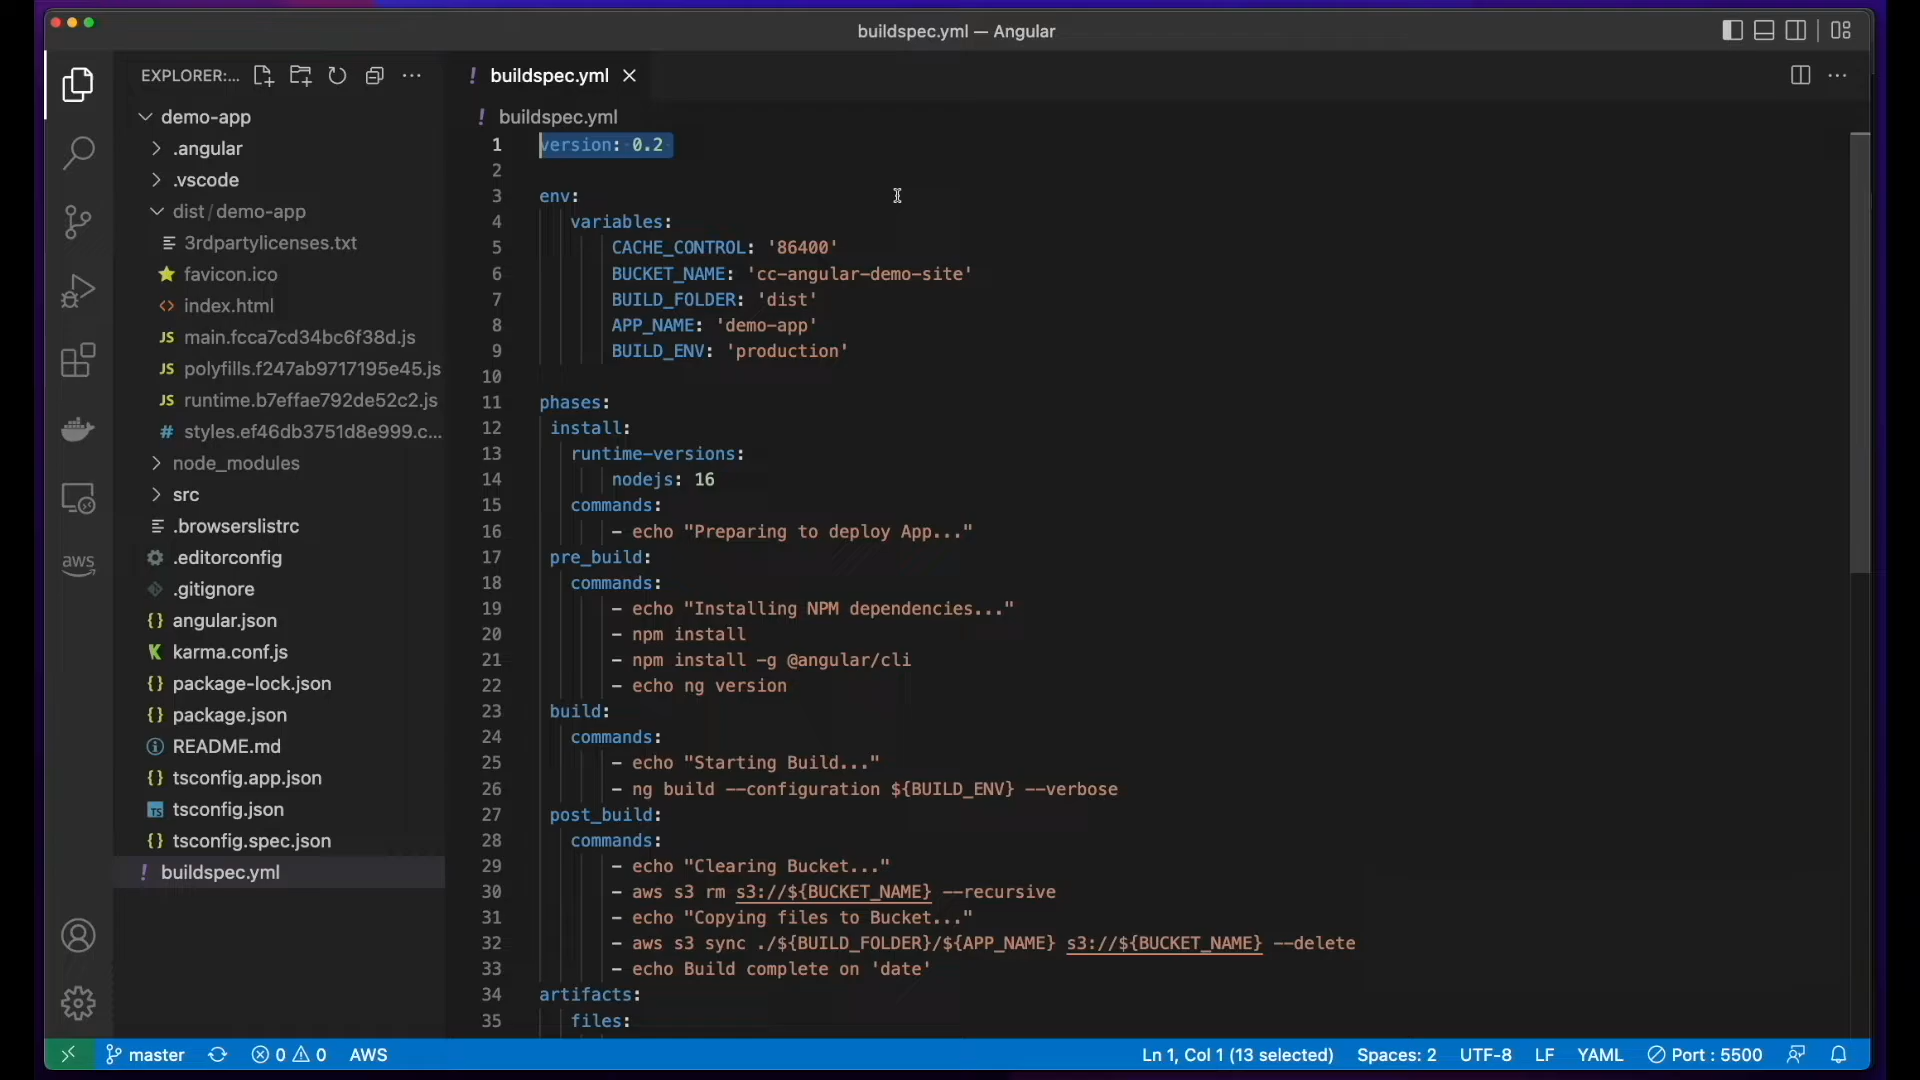 buildspec.yml — Angular
EXPLORER:...
demo-app
.angular
.vscode
dist / demo-app
3rdpartylicenses.txt
favicon.ico
index.html
main.fcca7cd34bc6f38d.js
polyfills.f247ab9717195e45.js
runtime.b7effae792de52c2.js
styles.ef46db3751d8e999.c...
node_modules
src
.browserslistrc
.editorconfig
.gitignore
angular.json
karma.conf.js
package-lock.json
package.json
README.md
tsconfig.app.json
tsconfig.json
tsconfig.spec.json
buildspec.yml
aws
! buildspec.yml
! buildspec.yml
1 version: 0.2
2
3 env:
4 variables:
5 CACHE_CONTROL: '86400'
6 BUCKET_NAME: 'cc-angular-demo-site'
7 BUILD_FOLDER: 'dist'
8 APP_NAME: 'demo-app'
9 BUILD_ENV: 'production'
10
11 phases:
12 install:
13 runtime-versions:
14 nodejs: 16
15 commands:
16 - echo "Preparing to deploy App..."
17 pre_build:
18 commands:
19 - echo "Installing NPM dependencies..."
20 - npm install
21 - npm install -g @angular/cli
22 - echo ng version
23 build:
24 commands:
25 - echo "Starting Build..."
26 - ng build --configuration ${BUILD_ENV} --verbose
27 post_build:
28 commands:
29 - echo "Clearing Bucket..."
30 - aws s3 rm s3://${BUCKET_NAME} --recursive
31 - echo "Copying files to Bucket..."
32 - aws s3 sync ./${BUILD_FOLDER}/${APP_NAME} s3://${BUCKET_NAME} --delete
33 - echo Build complete on 'date'
34 artifacts:
35 files:
master 0 0 AWS Ln 1, Col 1 (13 selected) Spaces: 2 UTF-8 LF YAML Port : 5500